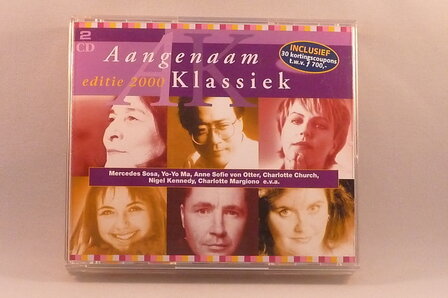 2
CD
Aangenaam
editie 2000 Klassiek
INCLUSIEF
30 kortingscoupons
t.w.v. ƒ 700,-
Mercedes Sosa, Yo-Yo Ma, Anne Sofie von Otter, Charlotte Church,
Nigel Kennedy, Charlotte Margiono e.v.a.